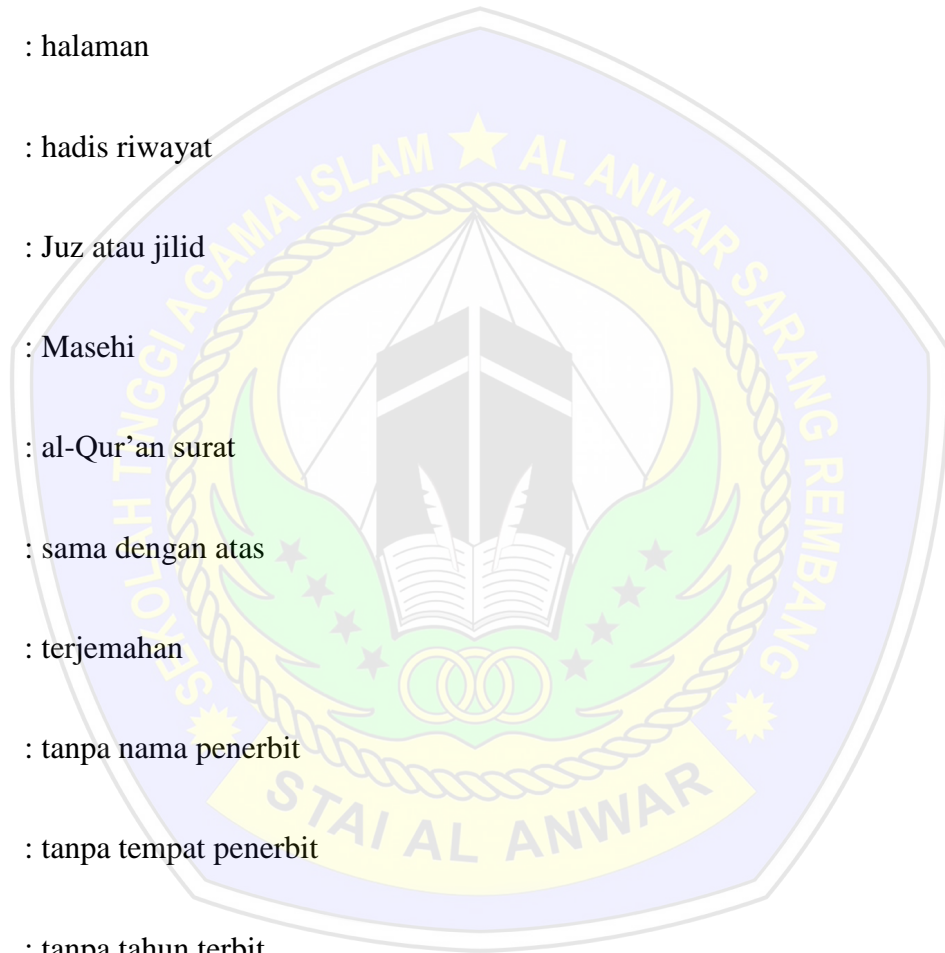 : halaman
: hadis riwayat
: Juz atau jilid
: Masehi
: al-Qur’an surat
: sama dengan atas
: terjemahan
: tanpa nama penerbit
: tanpa tempat penerbit
: tanpa tahun terbit
SEKOLAH TINGGI AGAMA ISLAM AL ANWAR SARANG REMBANG
STAI AL ANWAR